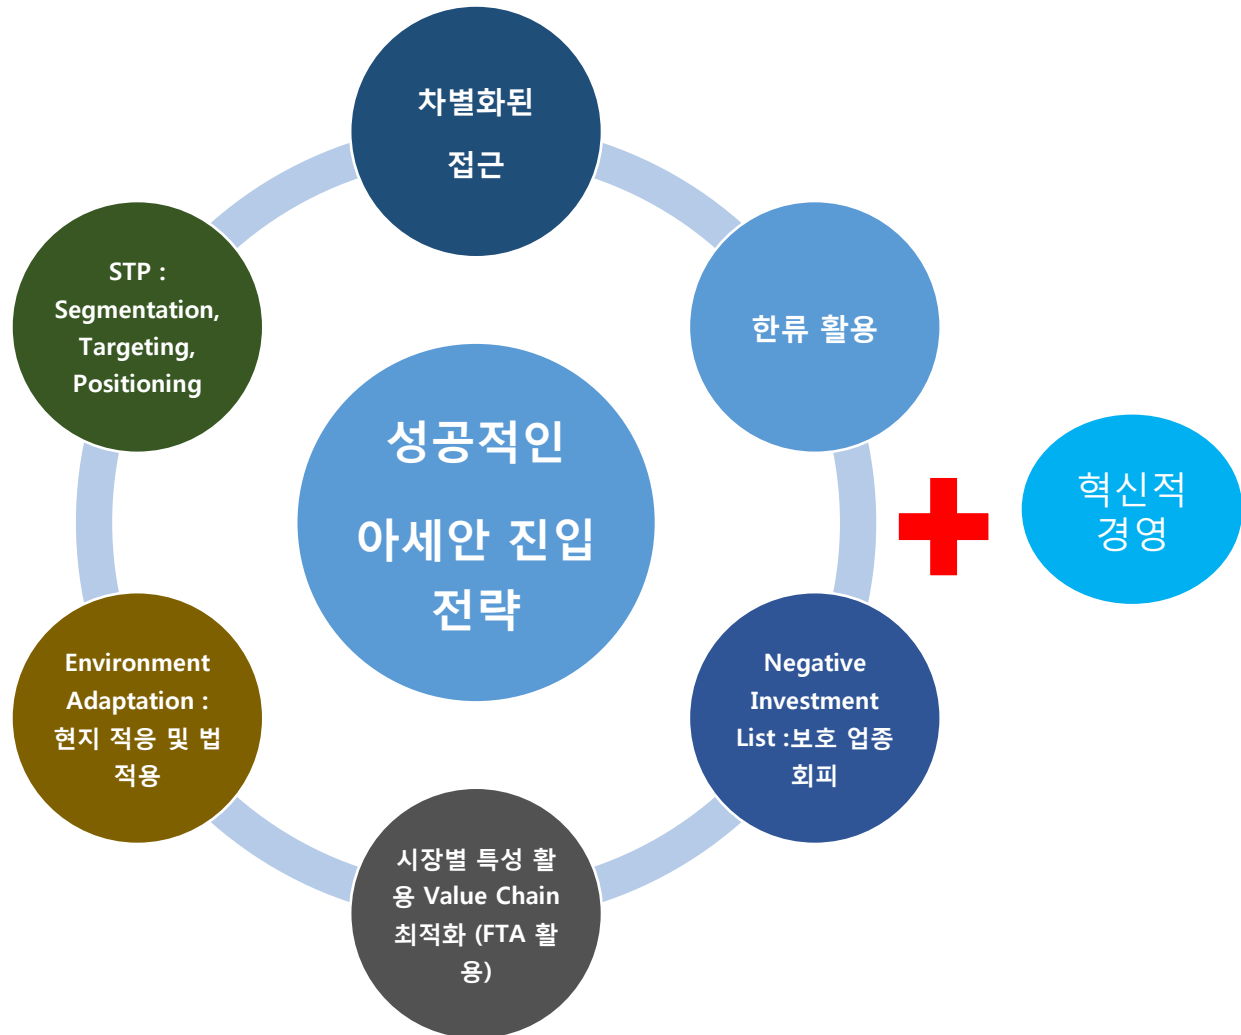 차별화된
접근
한류 활용
Negative
Investment
List :보호 업종
회피
시장별 특성 활
용 Value Chain
최적화 (FTA 활
용)
Environment
Adaptation :
현지 적응 및 법
적용
STP :
Segmentation,
Targeting,
Positioning
성공적인
아세안 진입
전략
혁신적
경영